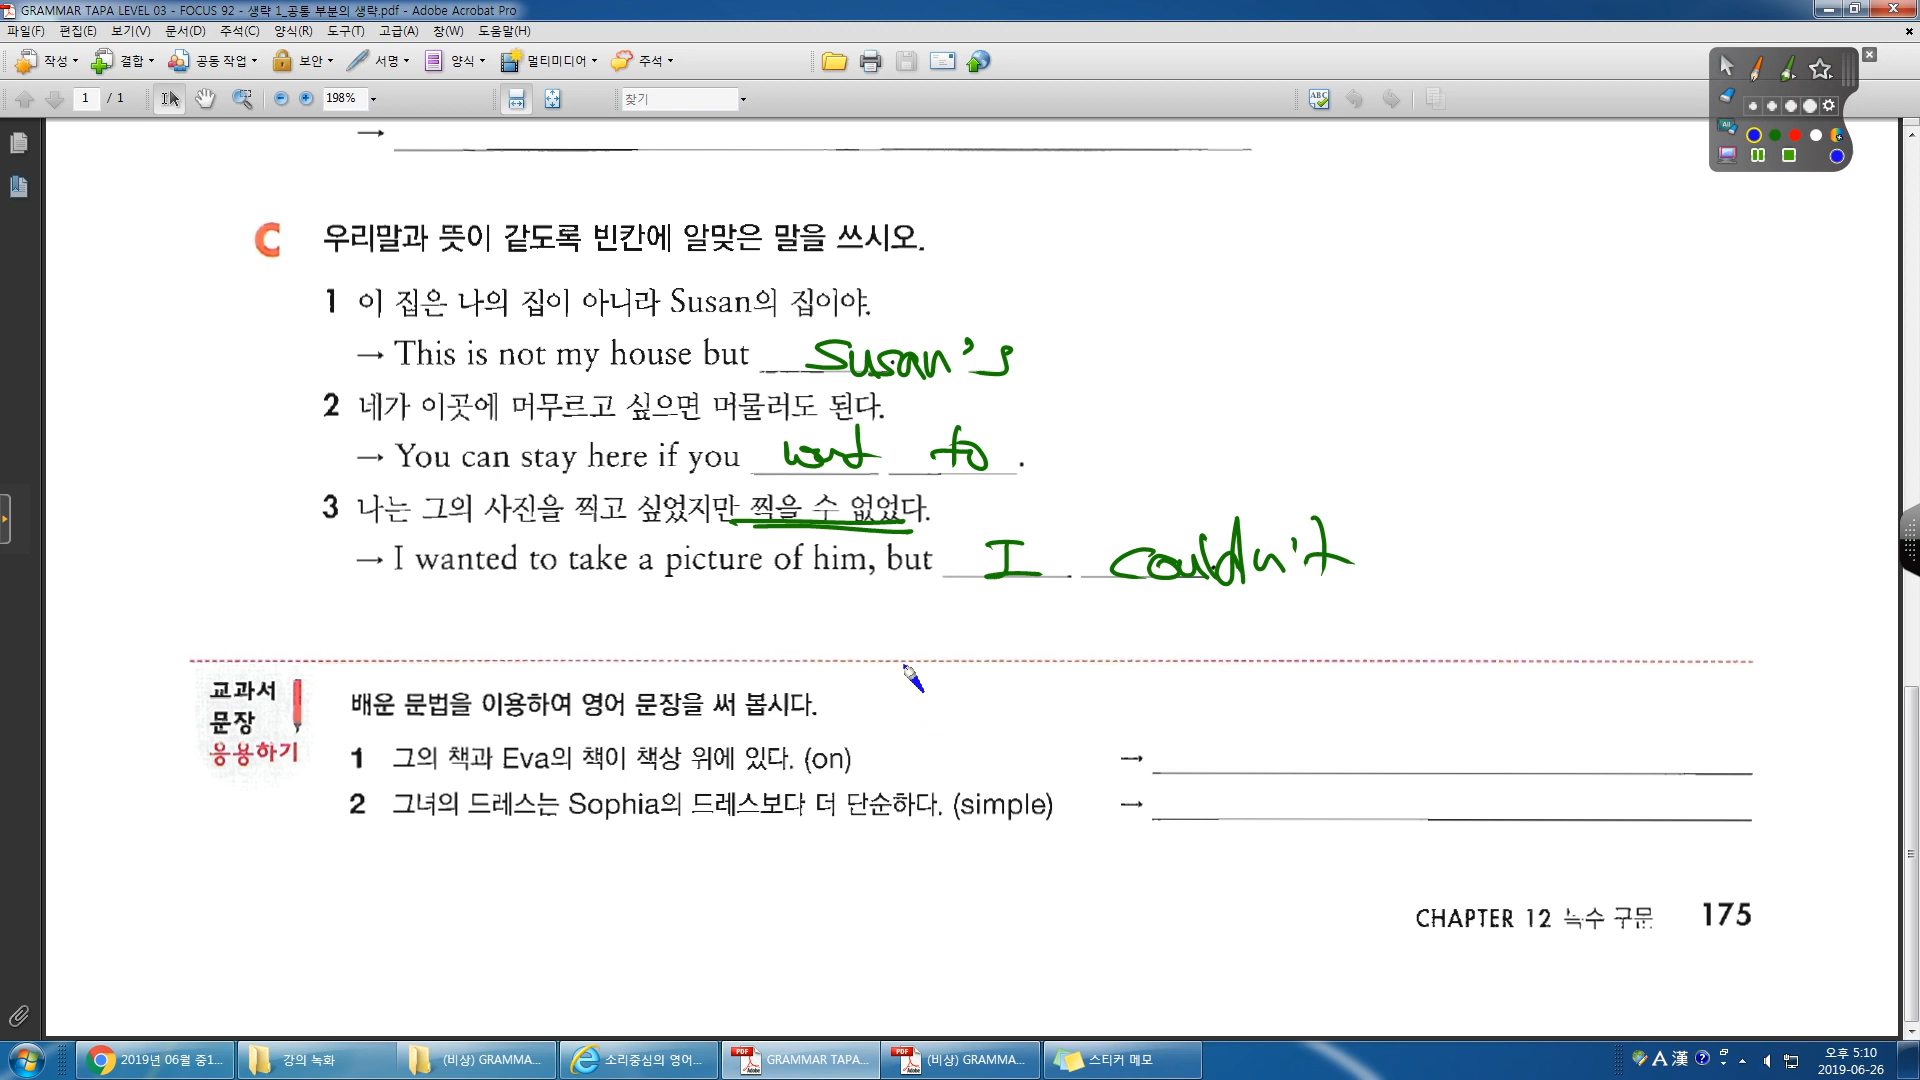 GRAMMAR TAPA LEVEL 03 - FOCUS 92 - 생략 1_공통 부분의 생략.pdf - Adobe Acrobat Pro
파일(F) 편집(E) 보기(V) 문서(D) 주석(C) 양식(R) 도구(T) 고급(A) 창(W) 도움말(H)
작성 결합 공동 작업 보안 서명 양식 멀티미디어 주석
1 / 1 198% 찾기
→
C 우리말과 뜻이 같도록 빈칸에 알맞은 말을 쓰시오.
1 이 집은 나의 집이 아니라 Susan의 집이야.
→ This is not my house but Susan's
2 네가 이곳에 머무르고 싶으면 머물러도 된다.
→ You can stay here if you want to .
3 나는 그의 사진을 찍고 싶었지만 찍을 수 없었다.
→ I wanted to take a picture of him, but I couldn't
교과서
문장
응용하기
배운 문법을 이용하여 영어 문장을 써 봅시다.
1 그의 책과 Eva의 책이 책상 위에 있다. (on) →
2 그녀의 드레스는 Sophia의 드레스보다 더 단순하다. (simple) →
CHAPTER 12 특수 구문 175
2019년 06월 중1... 강의 녹화 (비상) GRAMMA... 소리중심의 영어... GRAMMAR TAPA... (비상) GRAMMA... 스티커 메모
A 漢 오후 5:10
2019-06-26